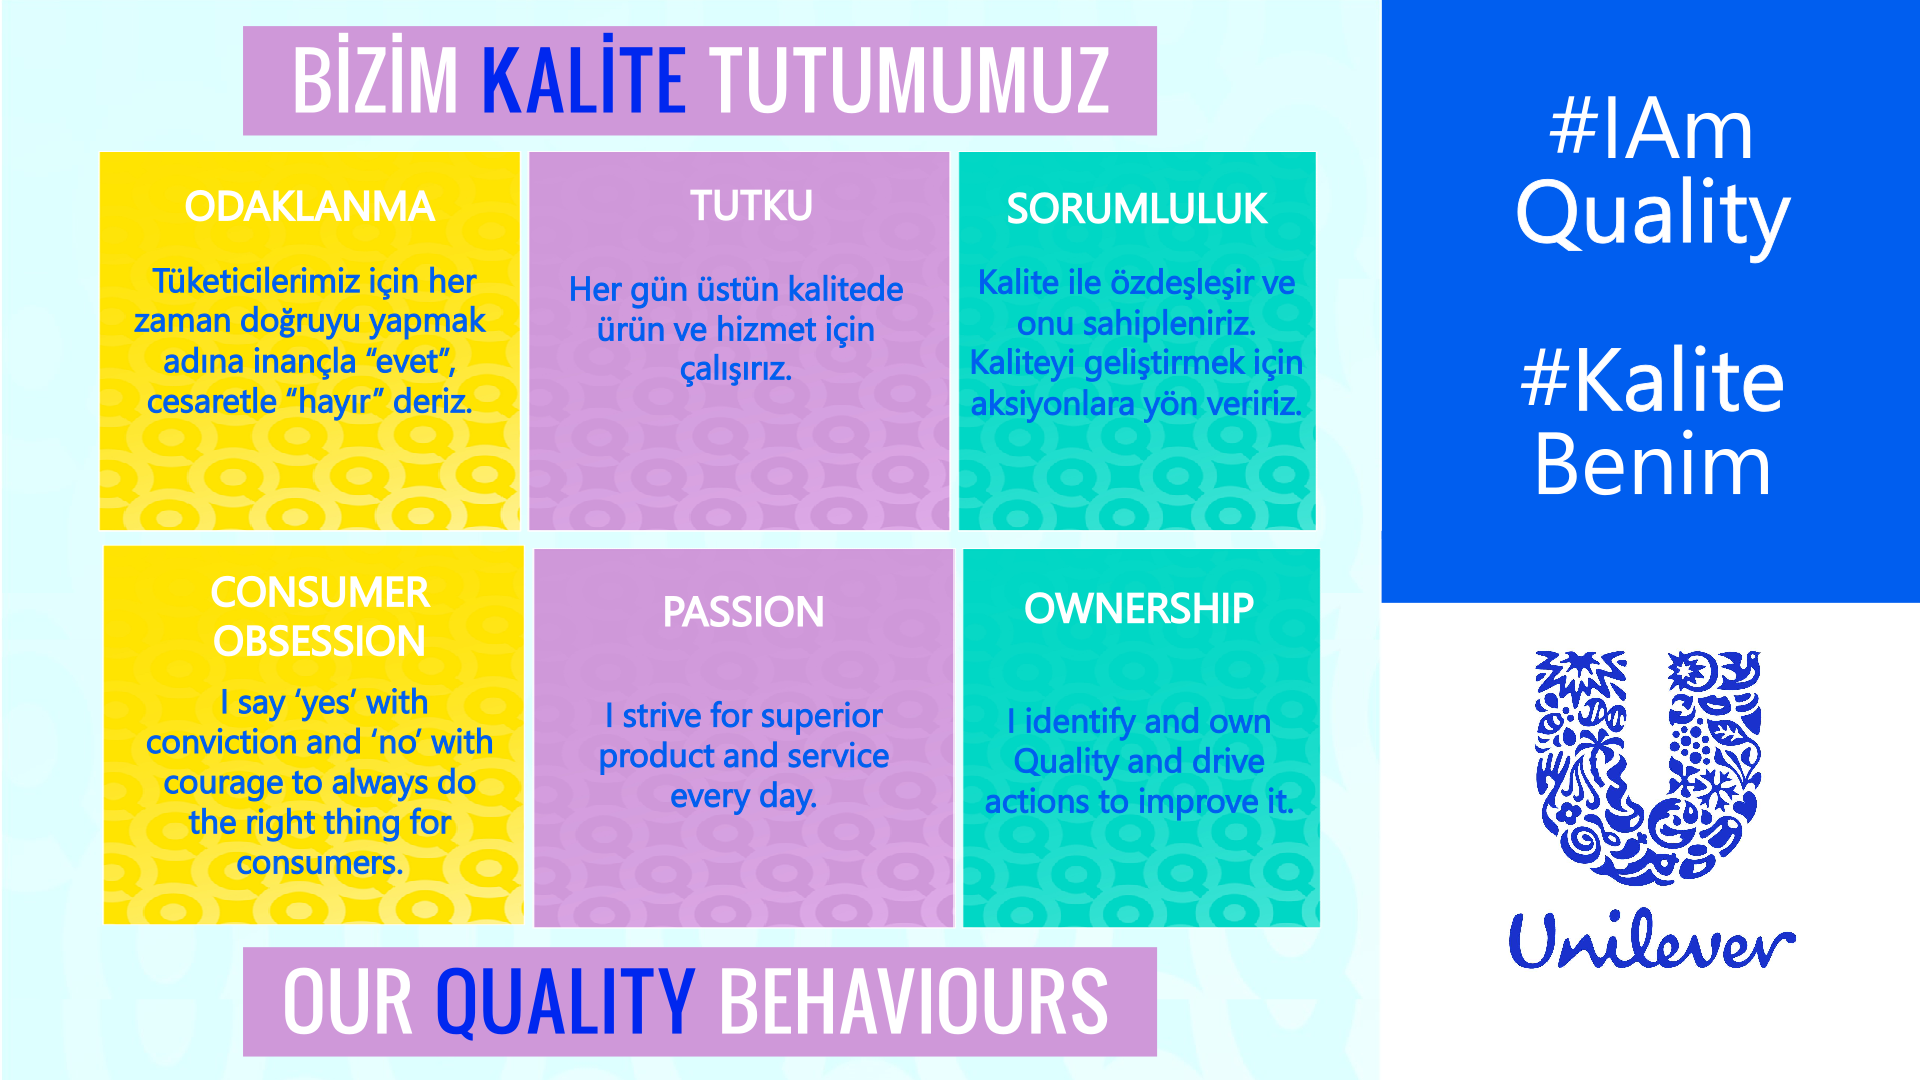 BİZİM KALİTE TUTUMUMUZ
ODAKLANMA
Tüketicilerimiz için her
zaman doğruyu yapmak
adına inançla “evet”,
cesaretle “hayır” deriz.
TUTKU
Her gün üstün kalitede
ürün ve hizmet için
çalışırız.
SORUMLULUK
Kalite ile özdeşleşir ve
onu sahipleniriz.
Kaliteyi geliştirmek için
aksiyonlara yön veririz.
CONSUMER
OBSESSION
I say ‘yes’ with
conviction and ‘no’ with
courage to always do
the right thing for
consumers.
PASSION
I strive for superior
product and service
every day.
OWNERSHIP
I identify and own
Quality and drive
actions to improve it.
OUR QUALITY BEHAVIOURS
#IAm
Quality
#Kalite
Benim
Unilever